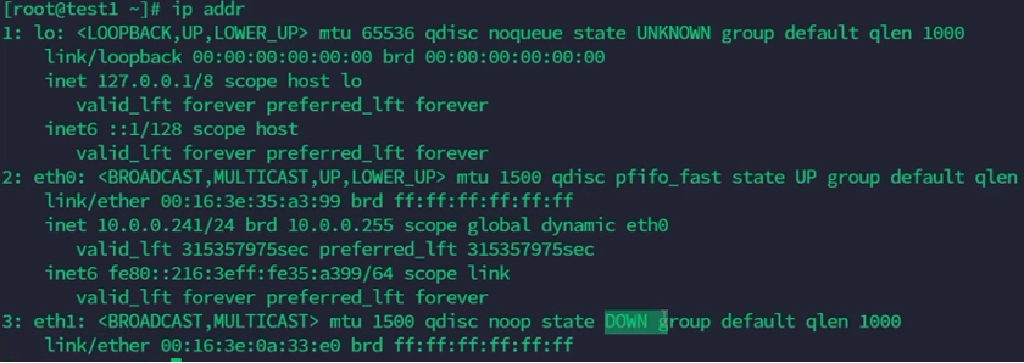 [root@test1 ~]# ip addr
1: lo: <LOOPBACK,UP,LOWER_UP> mtu 65536 qdisc noqueue state UNKNOWN group default qlen 1000
    link/loopback 00:00:00:00:00:00 brd 00:00:00:00:00:00
    inet 127.0.0.1/8 scope host lo
       valid_lft forever preferred_lft forever
    inet6 ::1/128 scope host
       valid_lft forever preferred_lft forever
2: eth0: <BROADCAST,MULTICAST,UP,LOWER_UP> mtu 1500 qdisc pfifo_fast state UP group default qlen
    link/ether 00:16:3e:35:a3:99 brd ff:ff:ff:ff:ff:ff
    inet 10.0.0.241/24 brd 10.0.0.255 scope global dynamic eth0
       valid_lft 315357975sec preferred_lft 315357975sec
    inet6 fe80::216:3eff:fe35:a399/64 scope link
       valid_lft forever preferred_lft forever
3: eth1: <BROADCAST,MULTICAST> mtu 1500 qdisc noop state DOWN group default qlen 1000
    link/ether 00:16:3e:0a:33:e0 brd ff:ff:ff:ff:ff:ff